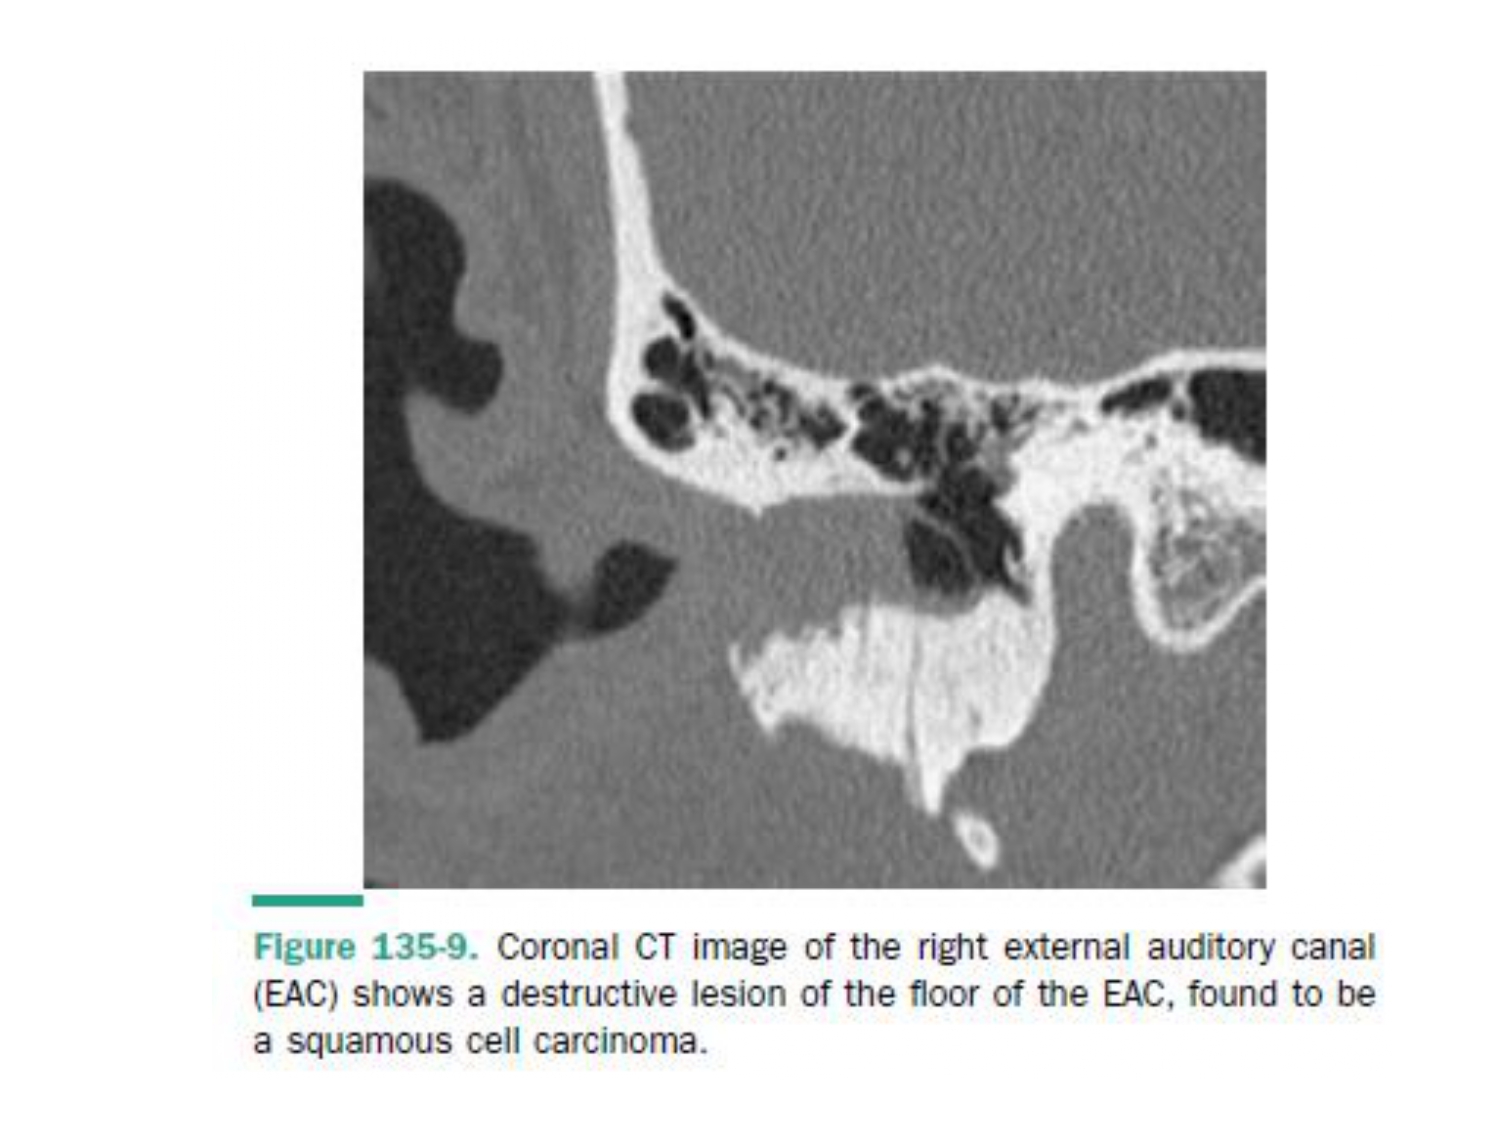 Figure 135-9. Coronal CT image of the right external auditory canal
(EAC) shows a destructive lesion of the floor of the EAC, found to be
a squamous cell carcinoma.